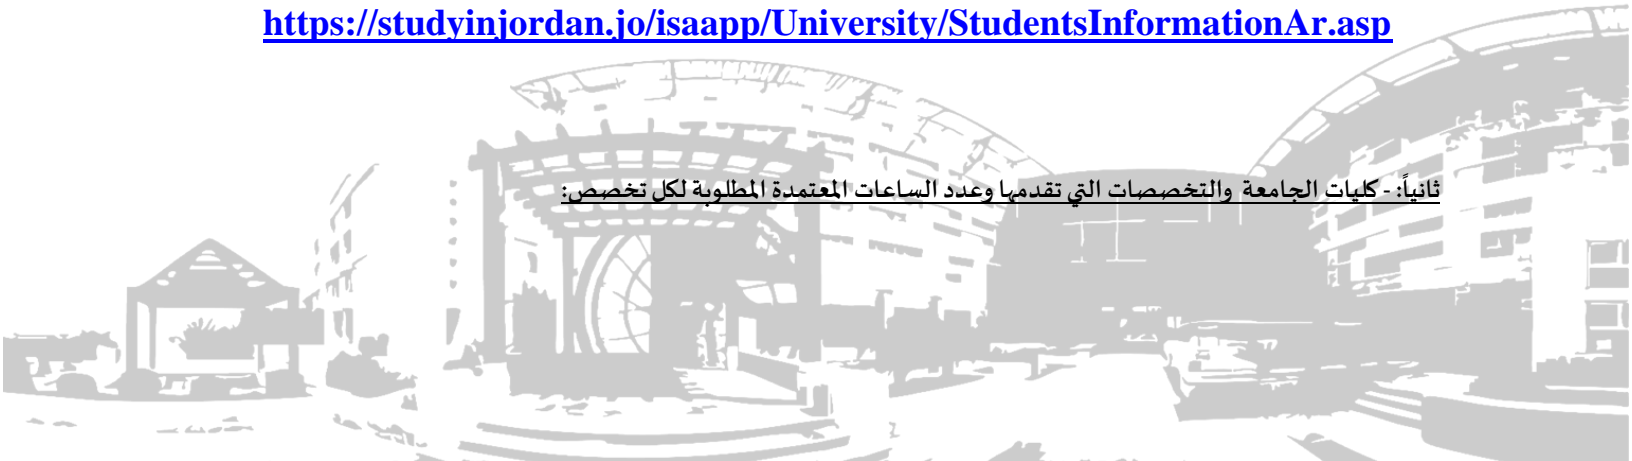 https://studyinjordan.jo/isaapp/University/StudentsInformationAr.asp
ثانياً: - كليات الجامعة والتخصصات التي تقدمها وعدد الساعات المعتمدة المطلوبة لكل تخصص: